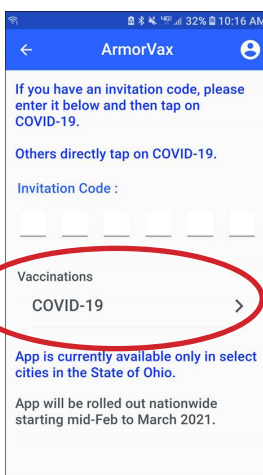 32% 10:16 AM
ArmorVax
If you have an invitation code, please
enter it below and then tap on
COVID-19.
Others directly tap on COVID-19.
Invitation Code :
Vaccinations
COVID-19
App is currently available only in select
cities in the State of Ohio.
App will be rolled out nationwide
starting mid-Feb to March 2021.